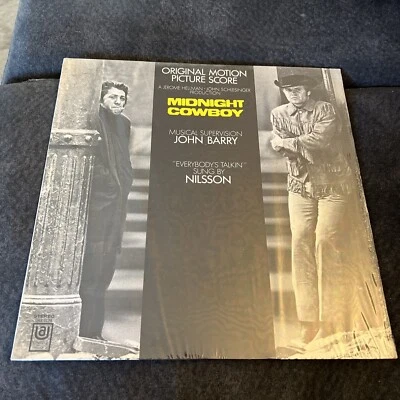 ORIGINAL MOTION
PICTURE SCORE
A JEROME HELLMAN-JOHN SCHLESINGER
PRODUCTION
MIDNIGHT
COWBOY
MUSICAL SUPERVISION
JOHN BARRY
"EVERYBODY'S TALKIN'"
SUNG BY
NILSSON